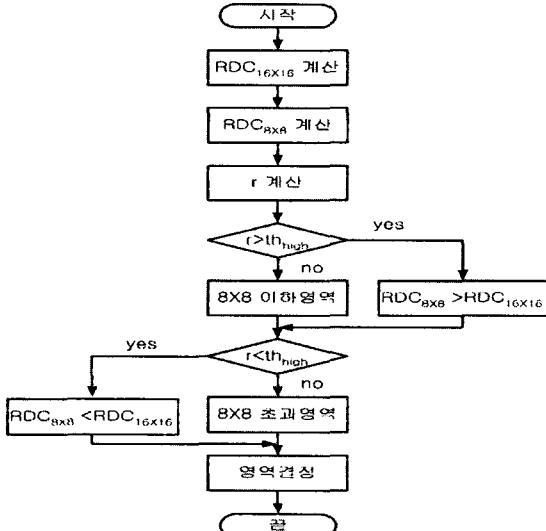 시작
RDC16X16 계산
RDC8X8 계산
r 계산
r>thhigh
yes
no
8X8 이하영역
RDC8X8 >RDC16X16
yes
r<thhigh
no
RDC8X8 <RDC16X16
8X8 초과영역
영역결정
끝